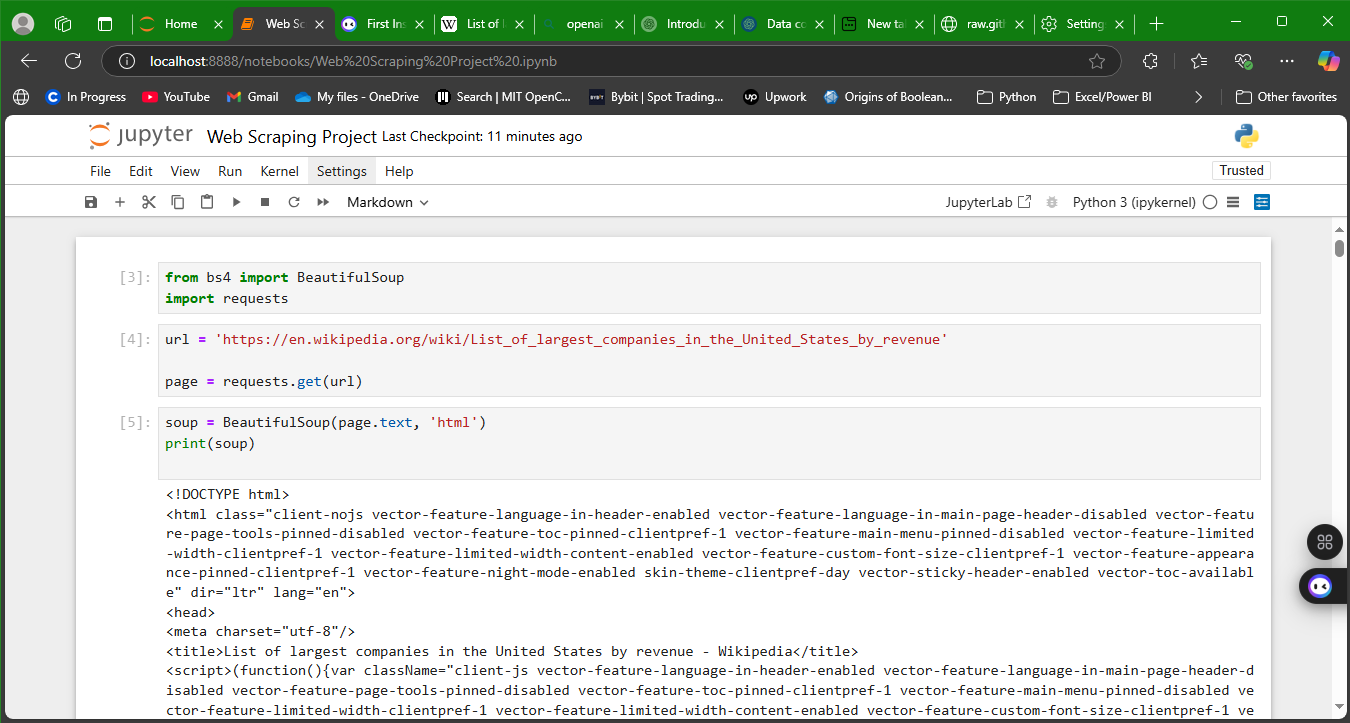 Home
Web Sc
First In
List of
openai
Introdu
Data co
New ta
raw.git
Setting
localhost:8888/notebooks/Web%20Scraping%20Project%20.ipynb
In Progress
YouTube
Gmail
My files - OneDrive
Search | MIT OpenC...
Bybit | Spot Trading...
Upwork
Origins of Boolean...
Python
Excel/Power BI
Other favorites
jupyter Web Scraping Project Last Checkpoint: 11 minutes ago
File Edit View Run Kernel Settings Help
Trusted
Markdown
JupyterLab
Python 3 (ipykernel)
[3]: from bs4 import BeautifulSoup
import requests
[4]: url = 'https://en.wikipedia.org/wiki/List_of_largest_companies_in_the_United_States_by_revenue'
page = requests.get(url)
[5]: soup = BeautifulSoup(page.text, 'html')
print(soup)
<!DOCTYPE html>
<html class="client-nojs vector-feature-language-in-header-enabled vector-feature-language-in-main-page-header-disabled vector-featu
re-page-tools-pinned-disabled vector-feature-toc-pinned-clientpref-1 vector-feature-main-menu-pinned-disabled vector-feature-limited
-width-clientpref-1 vector-feature-limited-width-content-enabled vector-feature-custom-font-size-clientpref-1 vector-feature-appeara
nce-pinned-clientpref-1 vector-feature-night-mode-enabled skin-theme-clientpref-day vector-sticky-header-enabled vector-toc-availabl
e" dir="ltr" lang="en">
<head>
<meta charset="utf-8"/>
<title>List of largest companies in the United States by revenue - Wikipedia</title>
<script>(function(){var className="client-js vector-feature-language-in-header-enabled vector-feature-language-in-main-page-header-d
isabled vector-feature-page-tools-pinned-disabled vector-feature-toc-pinned-clientpref-1 vector-feature-main-menu-pinned-disabled ve
ctor-feature-limited-width-clientpref-1 vector-feature-limited-width-content-enabled vector-feature-custom-font-size-clientpref-1 ve